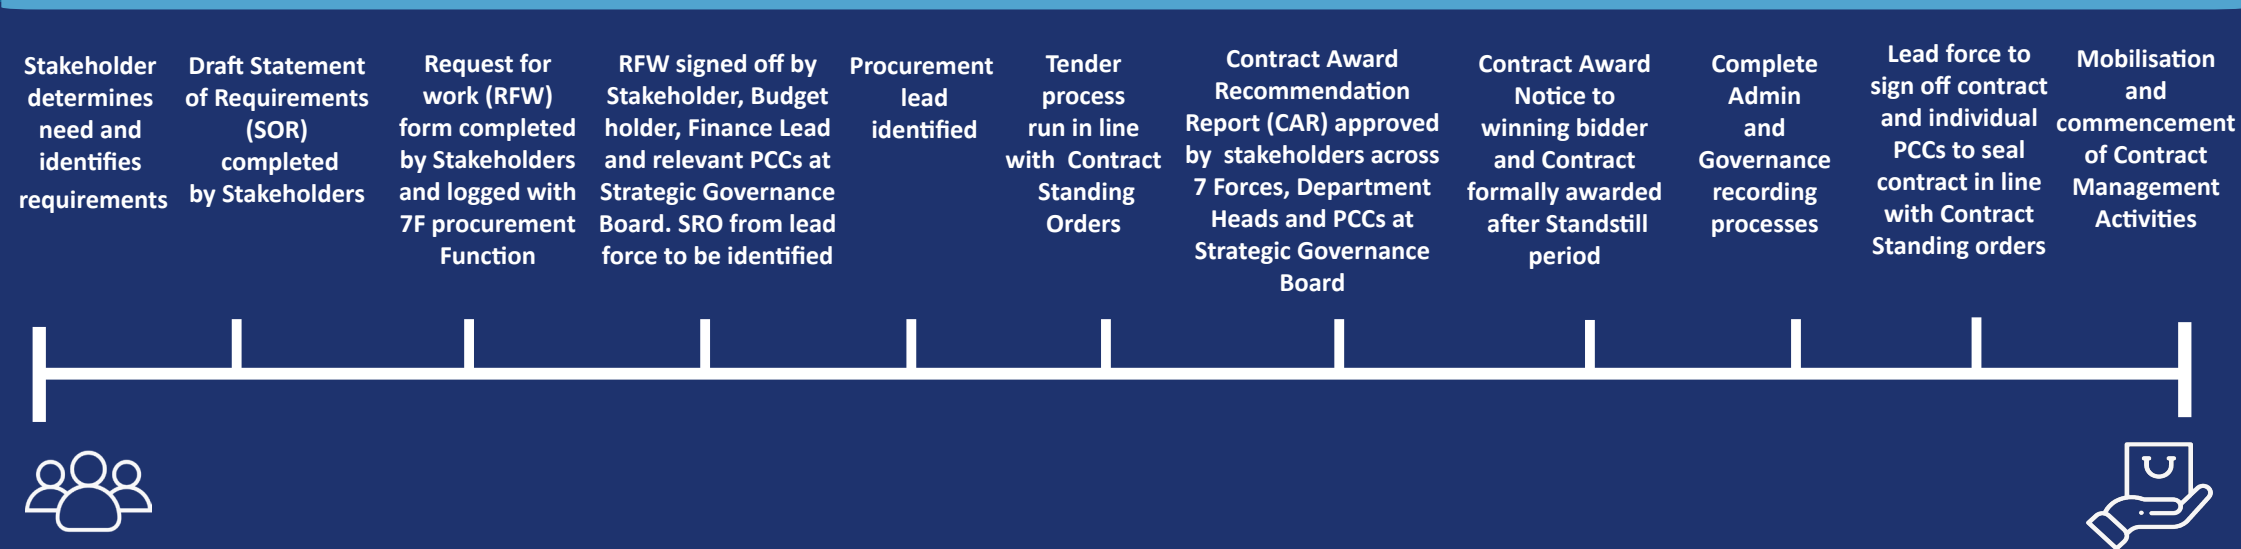 Stakeholder
determines
need and
identifies
requirements
Draft Statement
of Requirements
(SOR)
completed
by Stakeholders
Request for
work (RFW)
form completed
by Stakeholders
and logged with
7F procurement
Function
RFW signed off by
Stakeholder, Budget
holder, Finance Lead
and relevant PCCs at
Strategic Governance
Board. SRO from lead
force to be identified
Procurement
lead
identified
Tender
process
run in line
with Contract
Standing
Orders
Contract Award
Recommendation
Report (CAR) approved
by stakeholders across
7 Forces, Department
Heads and PCCs at
Strategic Governance
Board
Contract Award
Notice to
winning bidder
and Contract
formally awarded
after Standstill
period
Complete
Admin
and
Governance
recording
processes
Lead force to
sign off contract
and individual
PCCs to seal
contract in line
with Contract
Standing orders
Mobilisation
and
commencement
of Contract
Management
Activities